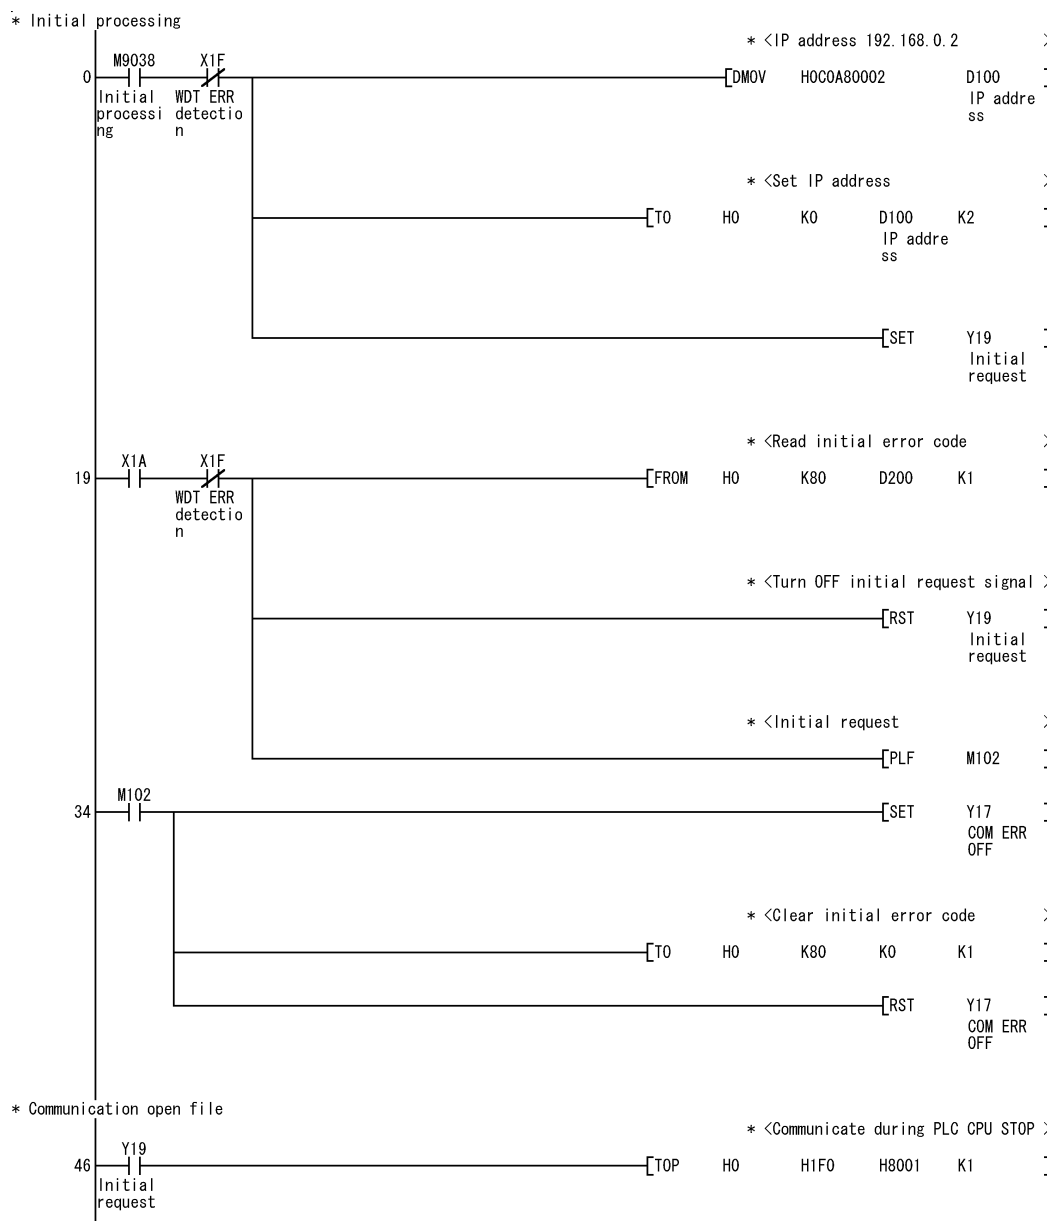 * Initial processing
* <IP address 192.168.0.2 >
M9038 X1F
0 [DMOV H0C0A80002 D100 ]
Initial processi ng
WDT ERR detectio n
IP addre ss
* <Set IP address >
[TO H0 K0 D100 K2 ]
IP addre ss
[SET Y19 ]
Initial request
* <Read initial error code >
X1A X1F
19 [FROM H0 K80 D200 K1 ]
WDT ERR detectio n
* <Turn OFF initial request signal >
[RST Y19 ]
Initial request
* <Initial request >
[PLF M102 ]
M102
34 [SET Y17 ]
COM ERR OFF
* <Clear initial error code >
[TO H0 K80 K0 K1 ]
[RST Y17 ]
COM ERR OFF
* Communication open file
* <Communicate during PLC CPU STOP >
Y19
46 [TOP H0 H1F0 H8001 K1 ]
Initial request